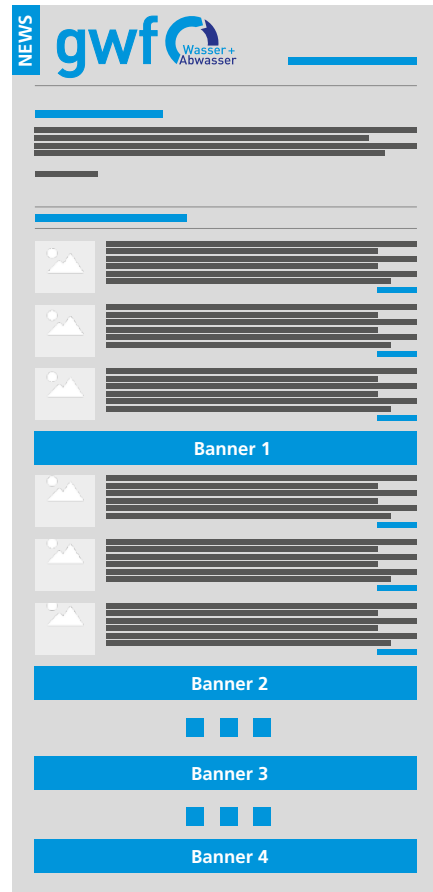 NEWS
gwf Wasser +
Abwasser
Banner 1
Banner 2
Banner 3
Banner 4